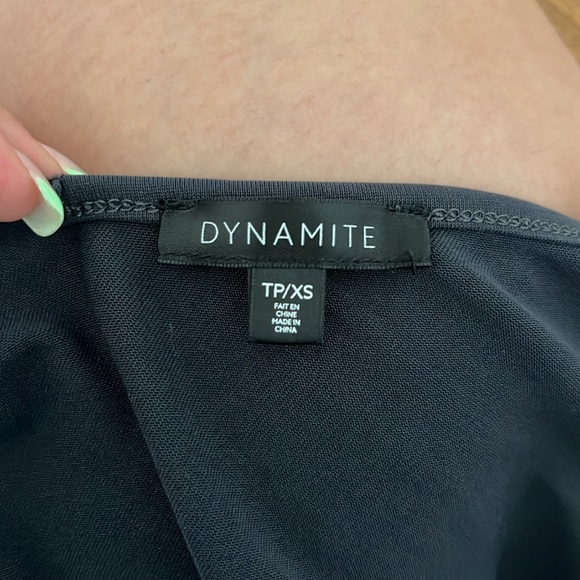 DYNAMITE
TP/XS
FAIT EN
CHINE
MADE IN
CHINA